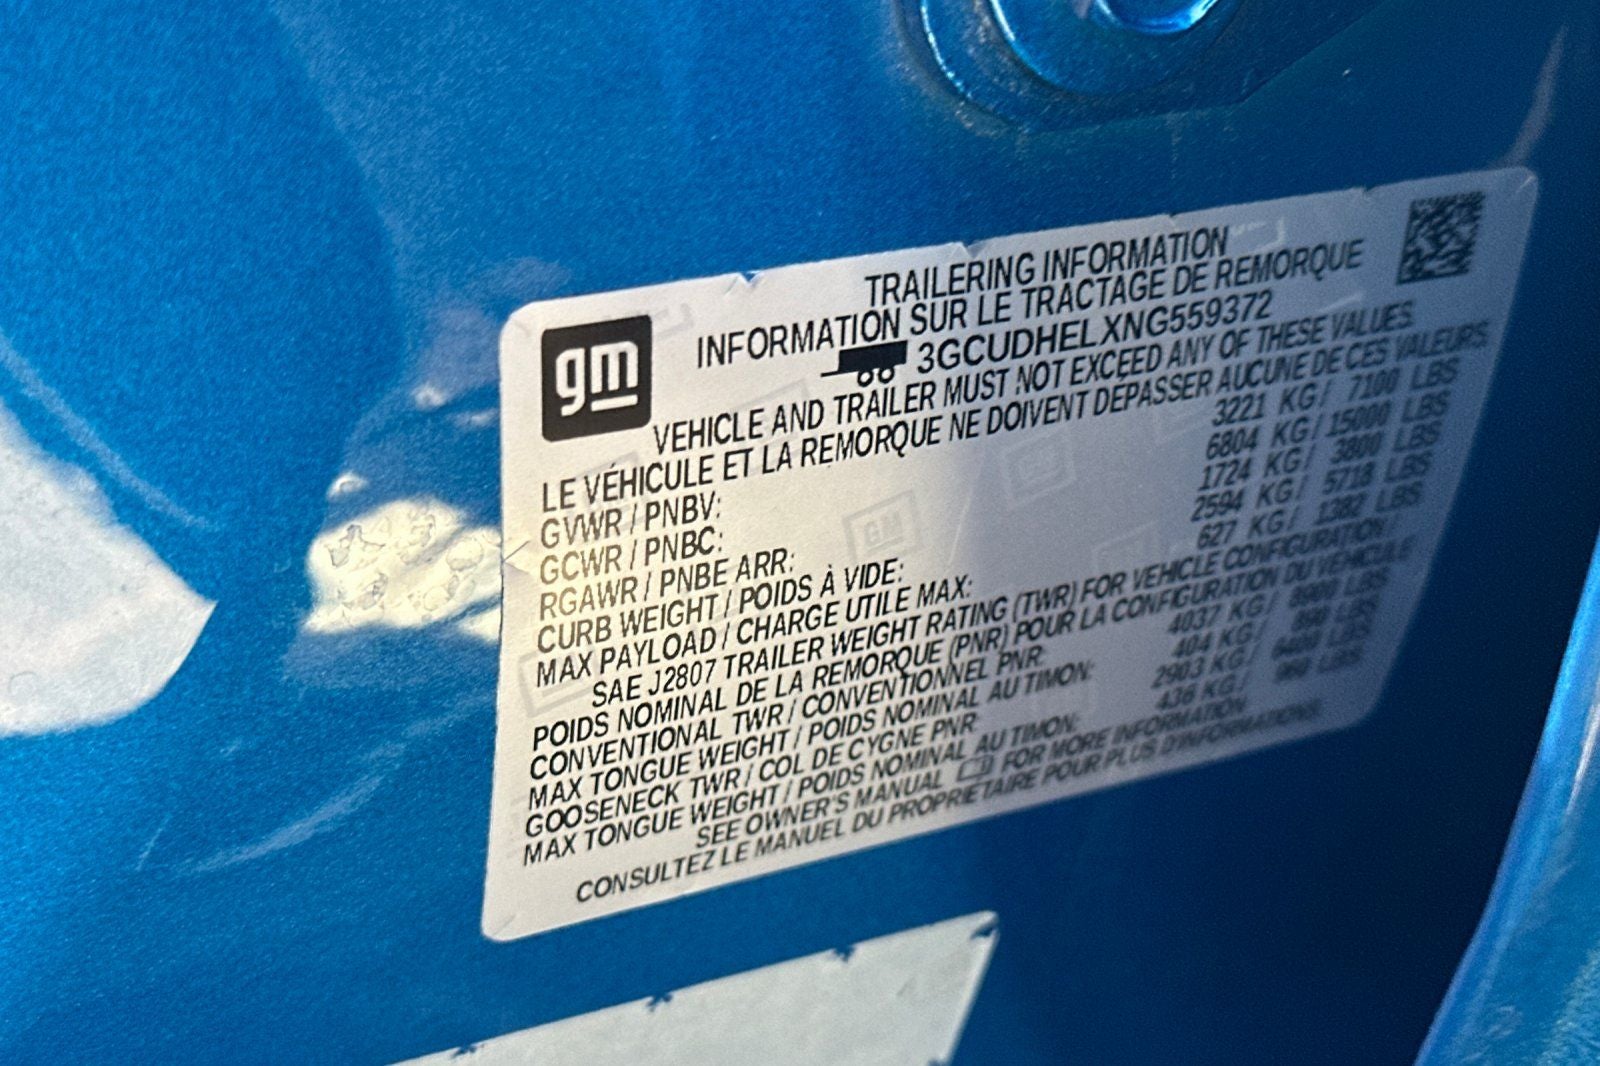 gm
TRAILERING INFORMATION
INFORMATION SUR LE TRACTAGE DE REMORQUE
3GCUDHELXNG559372
VEHICLE AND TRAILER MUST NOT EXCEED ANY OF THESE VALUES.
LE VÉHICULE ET LA REMORQUE NE DOIVENT DÉPASSER AUCUNE DE CES VALEURS
GVWR / PNBV: 3221 KG / 7100 LBS
GCWR / PNBC: 6804 KG / 15000 LBS
RGAWR / PNBE ARR: 1724 KG / 3800 LBS
CURB WEIGHT / POIDS À VIDE: 2594 KG / 5718 LBS
MAX PAYLOAD / CHARGE UTILE MAX: 627 KG / 1382 LBS
SAE J2807 TRAILER WEIGHT RATING (TWR) FOR VEHICLE CONFIGURATION /
POIDS NOMINAL DE LA REMORQUE (PNR) POUR LA CONFIGURATION DU VÉHICULE
CONVENTIONAL TWR / CONVENTIONNEL PNR: 4037 KG / 8900 LBS
MAX TONGUE WEIGHT / POIDS NOMINAL AU TIMON: 404 KG / 890 LBS
GOOSENECK TWR / COL DE CYGNE PNR: 2903 KG / 6400 LBS
MAX TONGUE WEIGHT / POIDS NOMINAL AU TIMON: 436 KG / 960 LBS
SEE OWNER'S MANUAL FOR MORE INFORMATION.
CONSULTEZ LE MANUEL DU PROPRIÉTAIRE POUR PLUS D'INFORMATIONS.